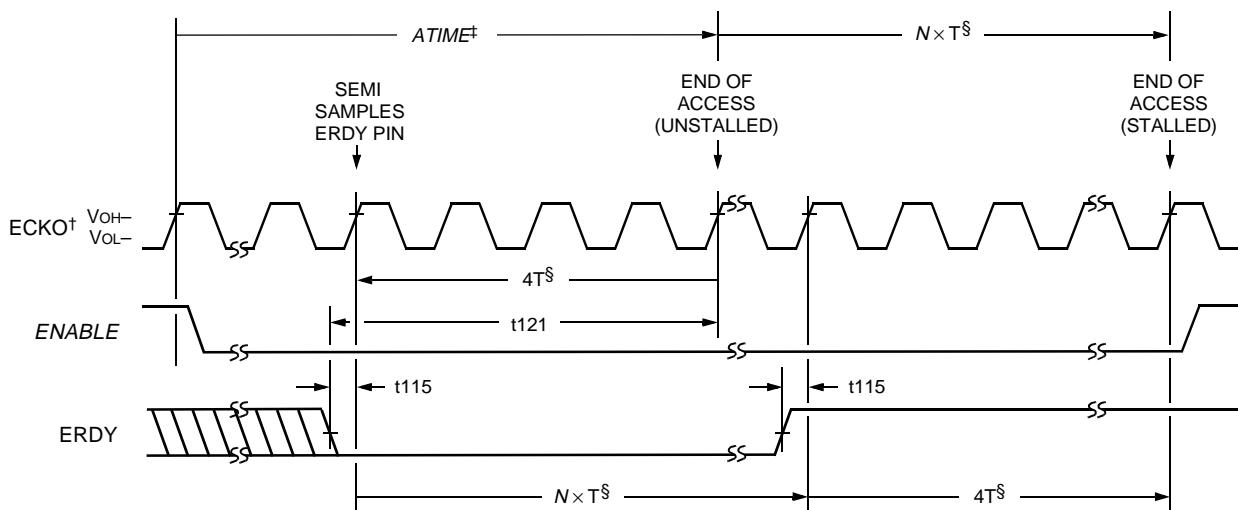 ATIME‡
N × T§
SEMI
SAMPLES
ERDY PIN
END OF
ACCESS
(UNSTALLED)
END OF
ACCESS
(STALLED)
ECKO†
VOH–
VOL–
4T§
ENABLE
t121
t115
t115
ERDY
N × T§
4T§